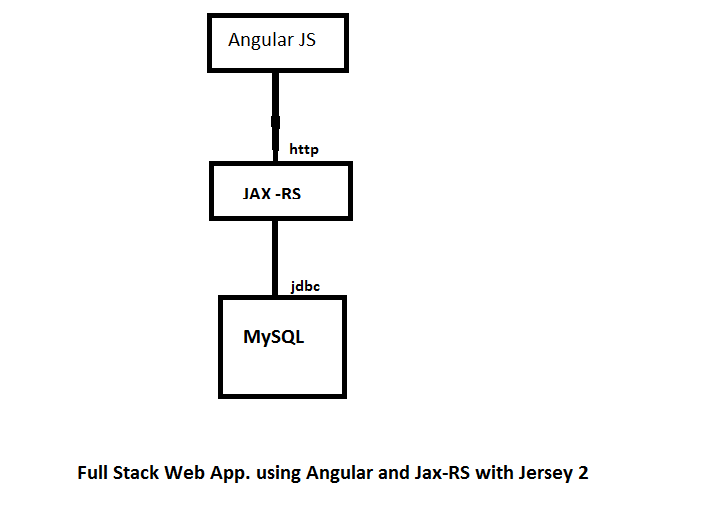 Angular JS
http
JAX -RS
jdbc
MySQL
Full Stack Web App. using Angular and Jax-RS with Jersey 2